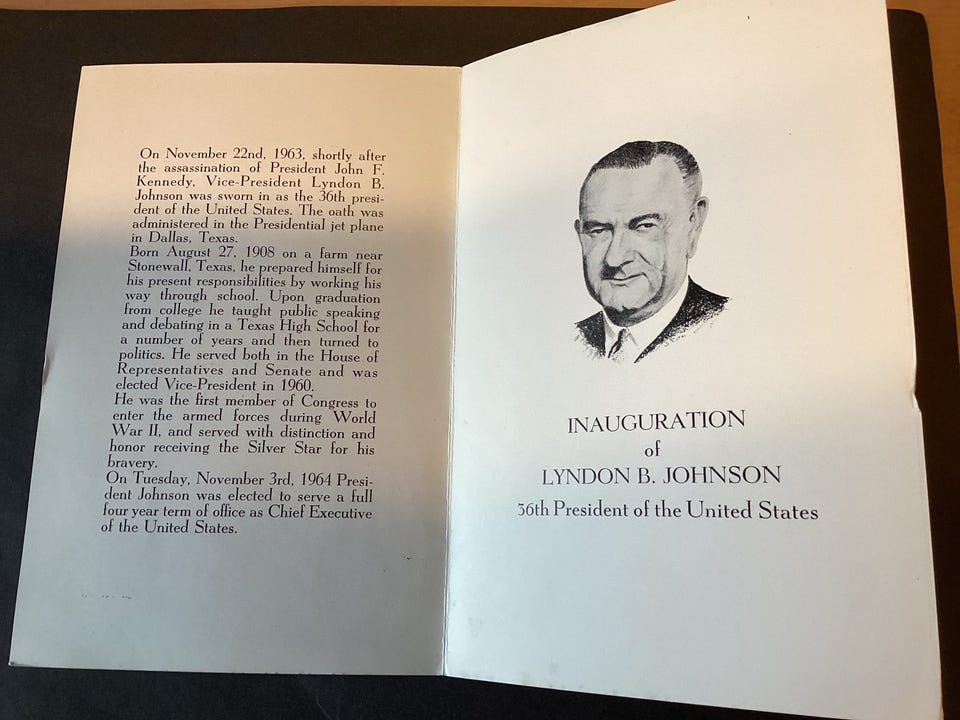 On November 22nd, 1963, shortly after
the assassination of President John F.
Kennedy, Vice-President Lyndon B.
Johnson was sworn in as the 36th presi-
dent of the United States. The oath was
administered in the Presidential jet plane
in Dallas, Texas.
Born August 27, 1908 on a farm near
Stonewall, Texas, he prepared himself for
his present responsibilities by working his
way through school. Upon graduation
from college he taught public speaking
and debating in a Texas High School for
a number of years and then turned to
politics. He served both in the House of
Representatives and Senate and was
elected Vice-President in 1960.
He was the first member of Congress to
enter the armed forces during World
War II, and served with distinction and
honor receiving the Silver Star for his
bravery.
On Tuesday, November 3rd, 1964 Presi-
dent Johnson was elected to serve a full
four year term of office as Chief Executive
of the United States.
INAUGURATION
of
LYNDON B. JOHNSON
36th President of the United States